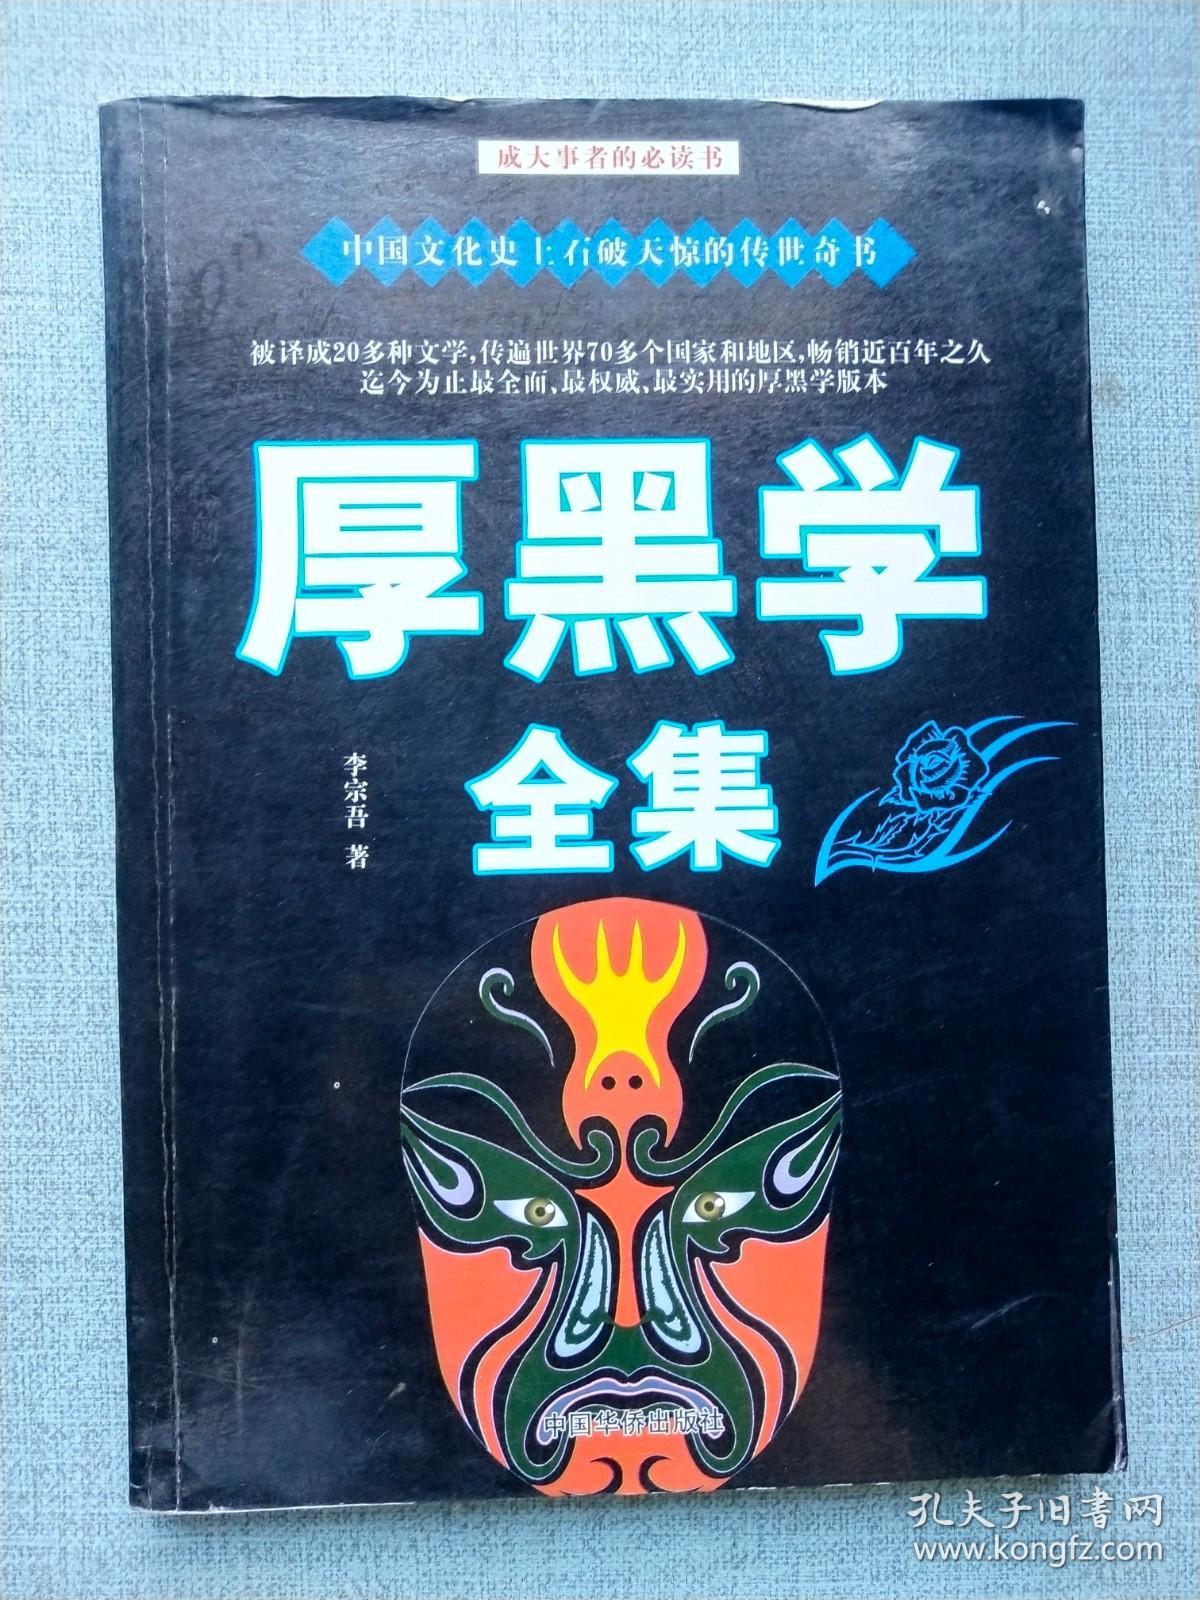 成大事者的必读书
中国文化史上石破天惊的传世奇书
被译成20多种文学,传遍世界70多个国家和地区,畅销近百年之久
迄今为止最全面、最权威、最实用的厚黑学版本
厚黑学
全集
李宗吾 著
中国华侨出版社
孔夫子旧書网
www.kongfz.com